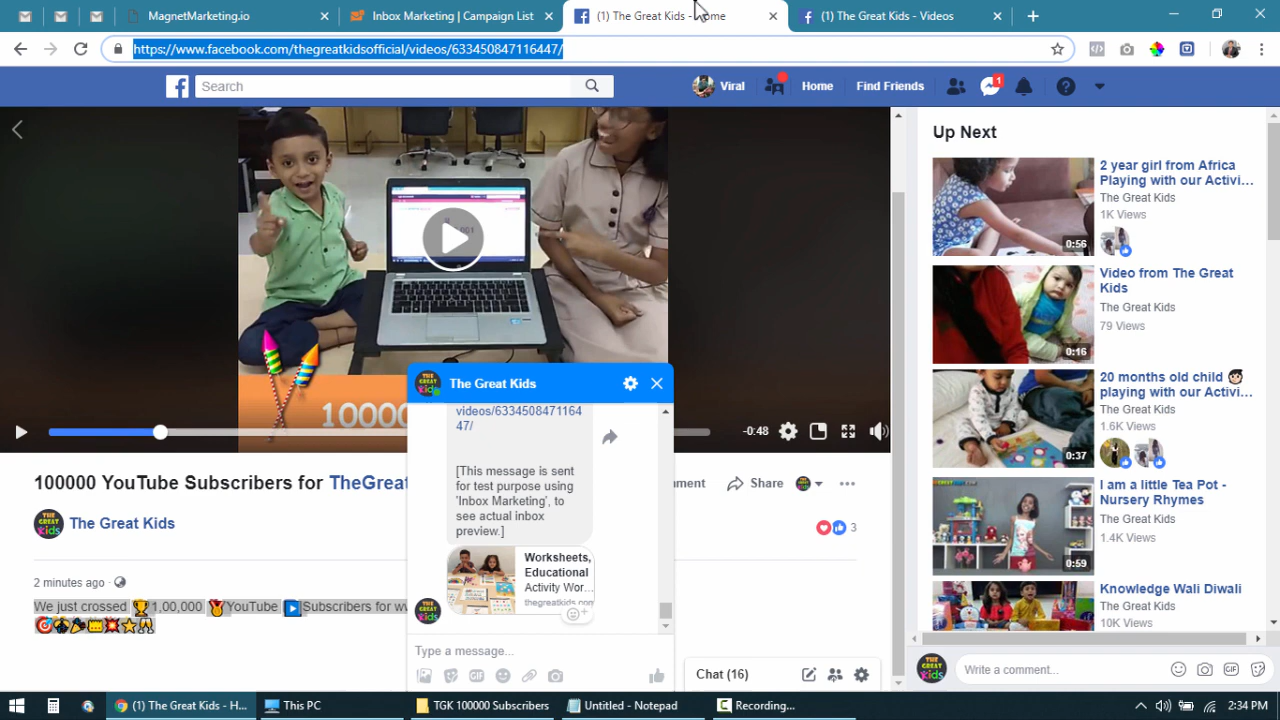 MagnetMarketing.io
Inbox Marketing | Campaign List
(1) The Great Kids - Home
(1) The Great Kids - Videos
https://www.facebook.com/thegreatkidsofficial/videos/633450847116447/
Search
Viral
Home
Find Friends
1
Up Next
2 year girl from Africa
Playing with our Activi...
The Great Kids
1K Views
0:56
Video from The Great
Kids
The Great Kids
79 Views
0:16
20 months old child
playing with our Activi...
The Great Kids
1.6K Views
0:37
I am a little Tea Pot -
Nursery Rhymes
The Great Kids
1.4K Views
0:59
Knowledge Wali Diwali
The Great Kids
10K Views
10000
-0:48
100000 YouTube Subscribers for TheGreat
The Great Kids
mment
Share
3
2 minutes ago
We just crossed 1,00,000 YouTube Subscribers for w
The Great Kids
videos/6334508471164
47/
[This message is sent
for test purpose using
'Inbox Marketing', to
see actual inbox
preview.]
Worksheets,
Educational
Activity Wor...
thegreatkids.com
Type a message...
Chat (16)
Write a comment...
(1) The Great Kids - H...
This PC
TGK 100000 Subscribers
Untitled - Notepad
Recording...
2:34 PM